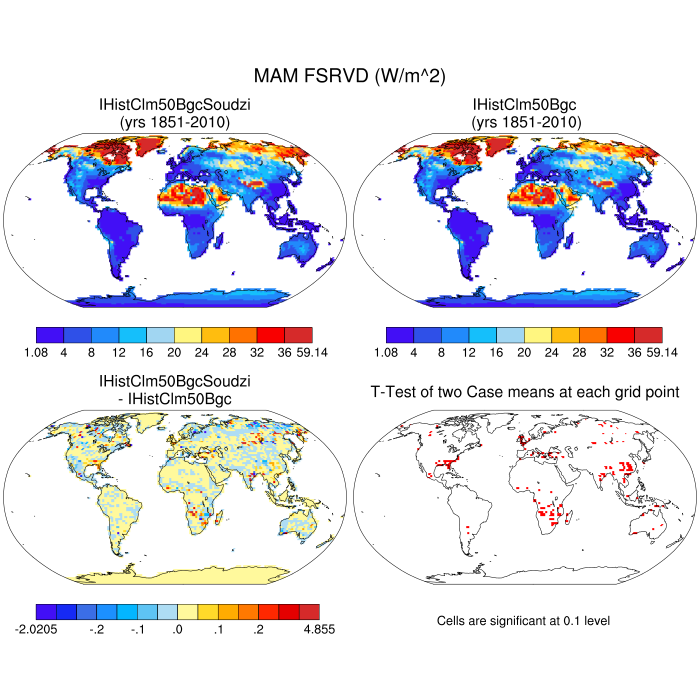 MAM FSRVD (W/m^2)
IHistClm50BgcSoudzi
(yrs 1851-2010)
IHistClm50Bgc
(yrs 1851-2010)
1.08 4 8 12 16 20 24 28 32 36 59.14
1.08 4 8 12 16 20 24 28 32 36 59.14
IHistClm50BgcSoudzi
- IHistClm50Bgc
T-Test of two Case means at each grid point
-2.0205 -.2 -.1 .0 .1 .2 4.855
Cells are significant at 0.1 level